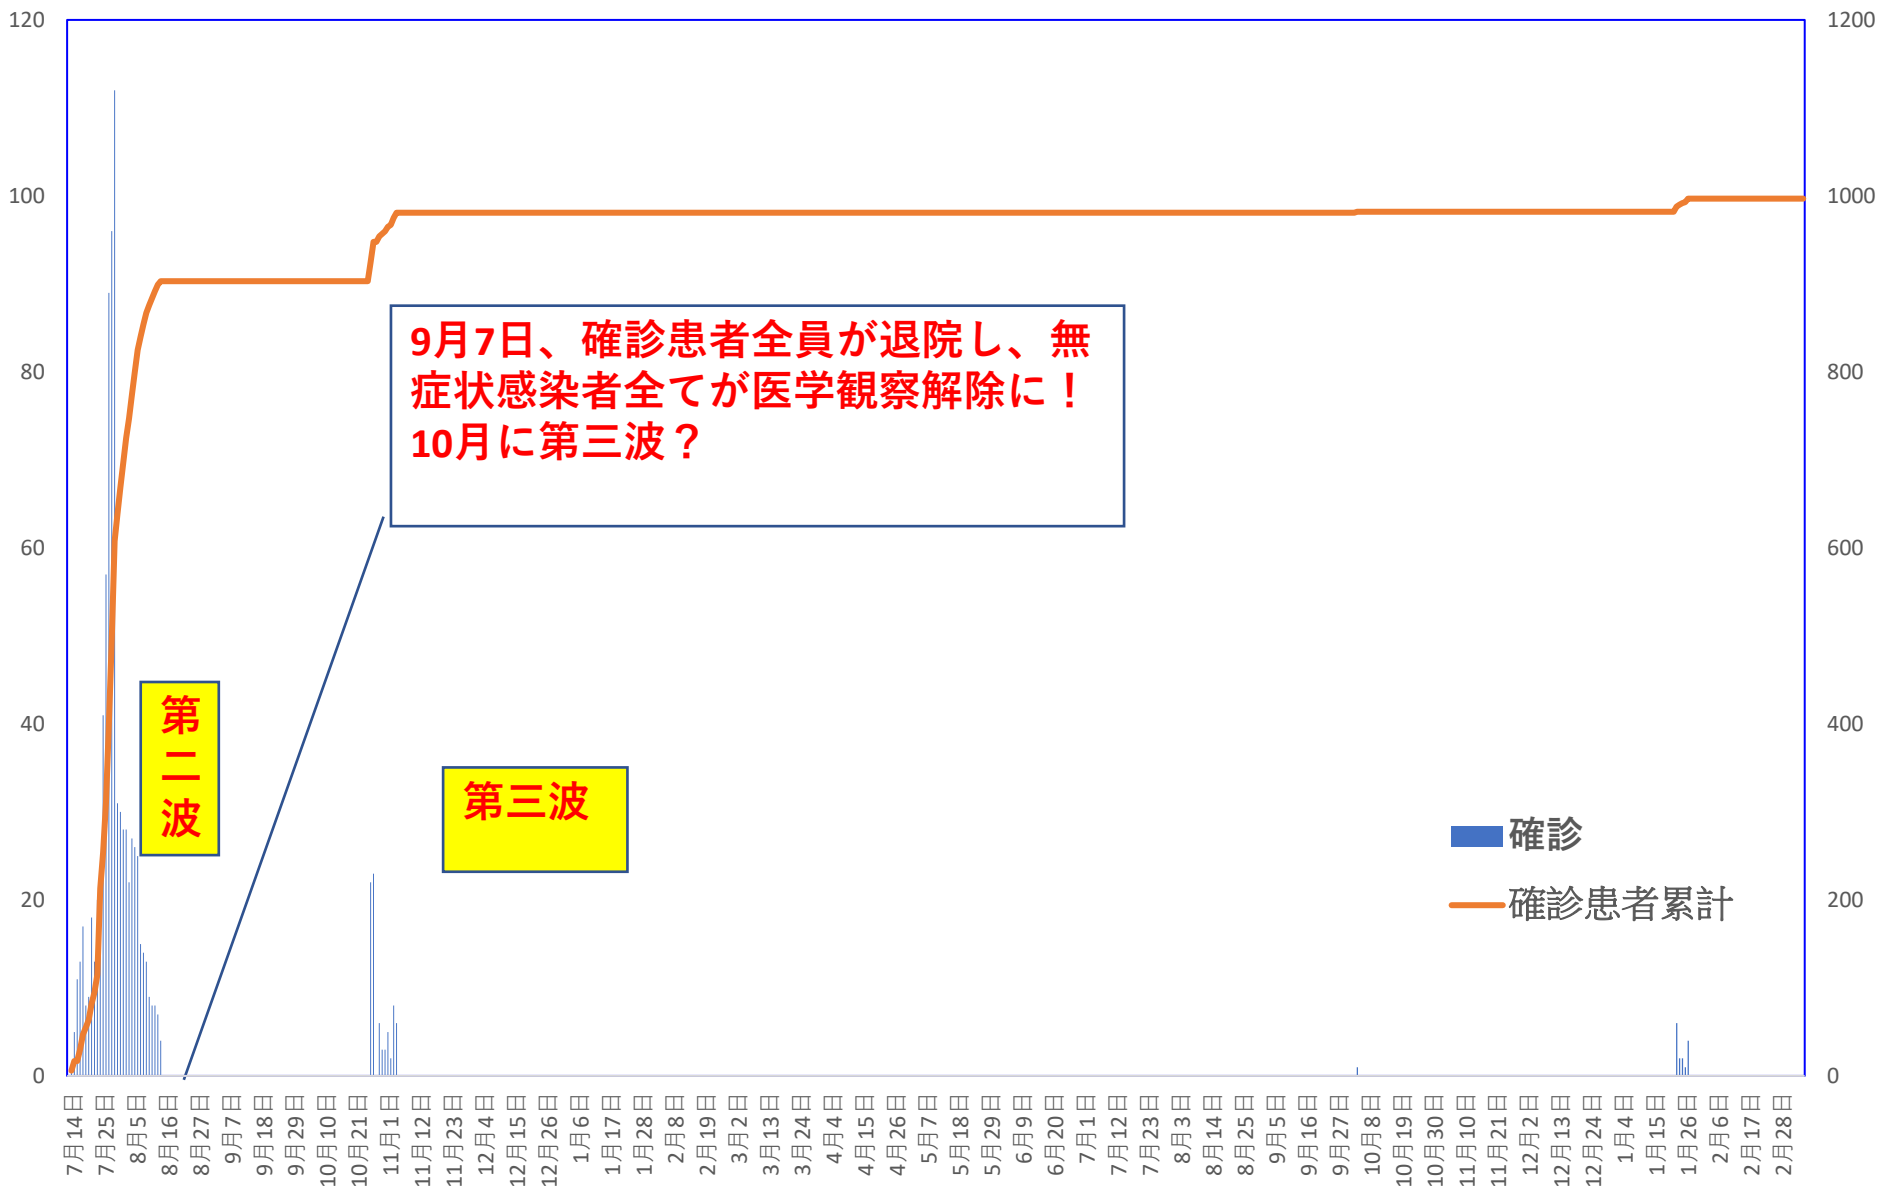 120
100
80
60
40
20
0
1200
1000
800
600
400
200
0
9月7日、確診患者全員が退院し、無
症状感染者全てが医学観察解除に！
10月に第三波？
第
二
波
第三波
確診
確診患者累計
7月14日
7月25日
8月5日
8月16日
8月27日
9月7日
9月18日
9月29日
10月10日
10月21日
11月1日
11月12日
11月23日
12月4日
12月15日
12月26日
1月6日
1月17日
1月28日
2月8日
2月19日
3月2日
3月13日
3月24日
4月4日
4月15日
4月26日
5月7日
5月18日
5月29日
6月9日
6月20日
7月1日
7月12日
7月23日
8月3日
8月14日
8月25日
9月5日
9月16日
9月27日
10月8日
10月19日
10月30日
11月10日
11月21日
12月2日
12月13日
12月24日
1月4日
1月15日
1月26日
2月6日
2月17日
2月28日